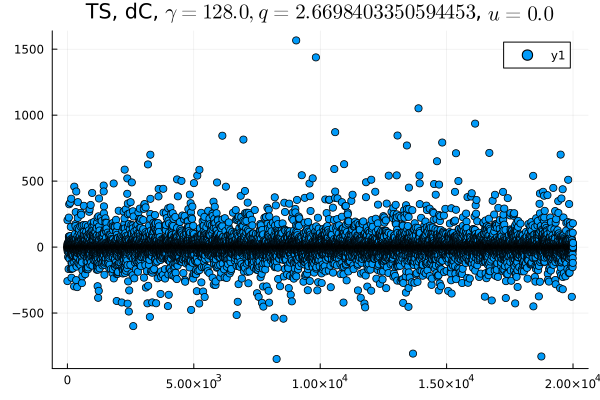 TS, dC, γ = 128.0, q = 2.6698403350594453, u = 0.0
y1
1500
1000
500
0
−500
0 5.00×10³ 1.00×10⁴ 1.50×10⁴ 2.00×10⁴